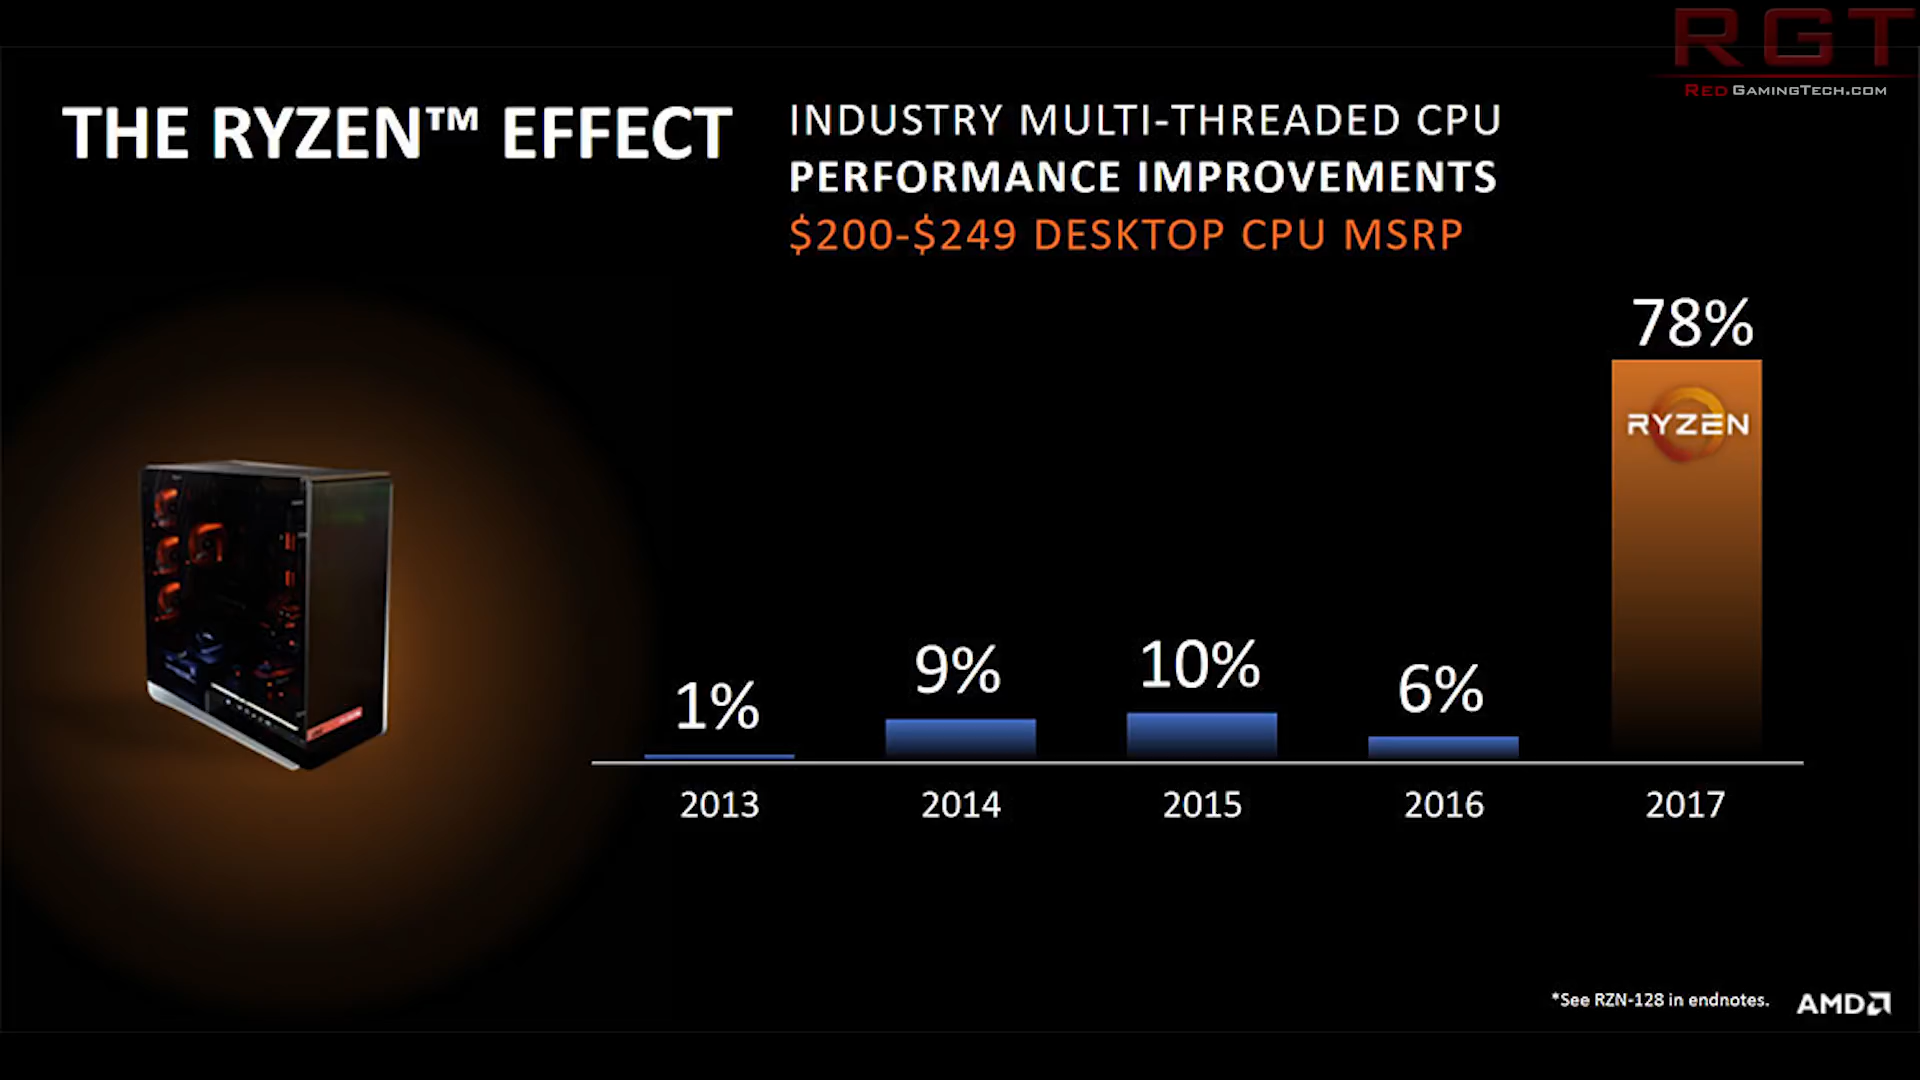 RGT
RED GAMINGTECH.COM
THE RYZEN™ EFFECT
INDUSTRY MULTI-THREADED CPU
PERFORMANCE IMPROVEMENTS
$200-$249 DESKTOP CPU MSRP
78%
RYZEN
10%
9%
6%
1%
2013 2014 2015 2016 2017
*See RZN-128 in endnotes.
AMD